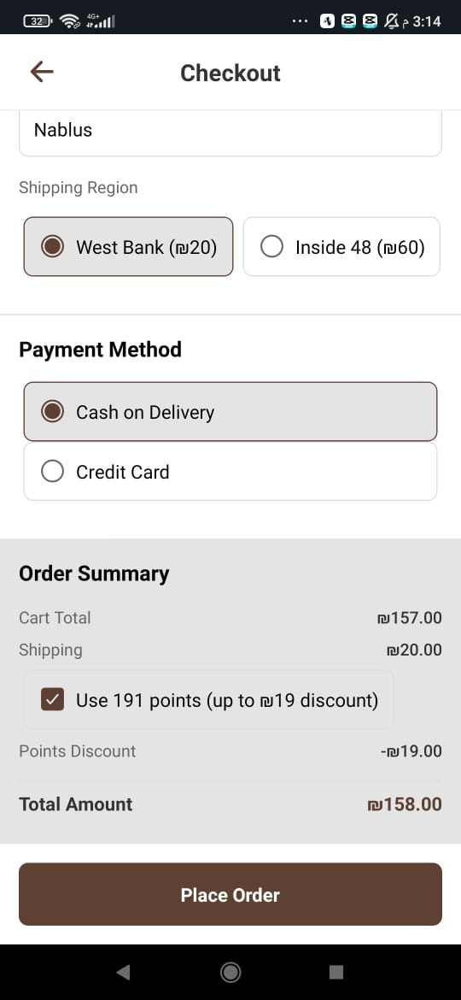 32 4G+ ... م 3:14
Checkout
Nablus
Shipping Region
West Bank (₪20) Inside 48 (₪60)
Payment Method
Cash on Delivery
Credit Card
Order Summary
Cart Total ₪157.00
Shipping ₪20.00
Use 191 points (up to ₪19 discount)
Points Discount -₪19.00
Total Amount ₪158.00
Place Order